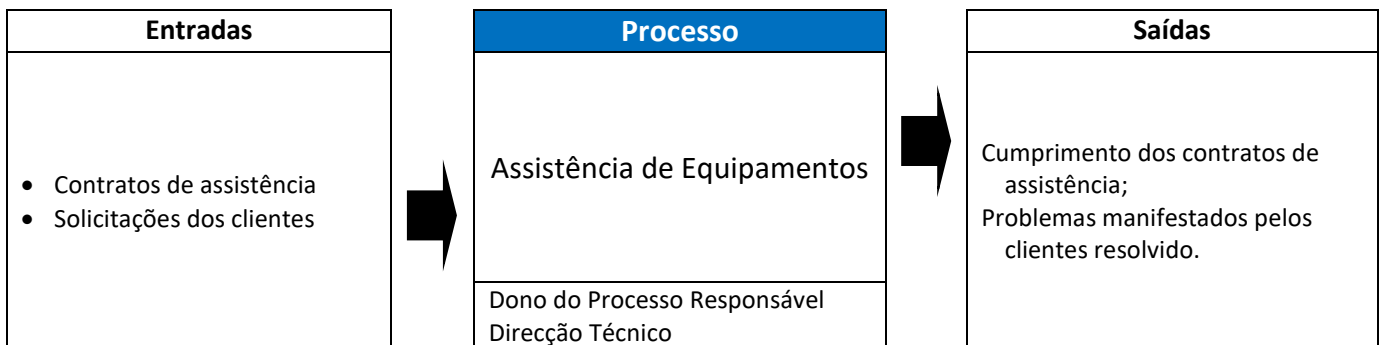 Entradas
• Contratos de assistência
• Solicitações dos clientes
Processo
Assistência de Equipamentos
Dono do Processo Responsável
Direcção Técnico
Saídas
Cumprimento dos contratos de
assistência;
Problemas manifestados pelos
clientes resolvido.